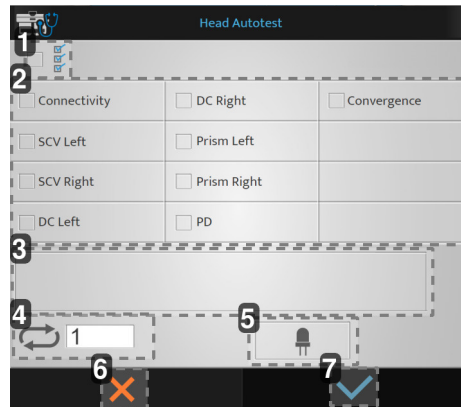 Head Autotest
1
2
Connectivity DC Right Convergence
SCV Left Prism Left
SCV Right Prism Right
DC Left PD
3
4 1 5
6 7